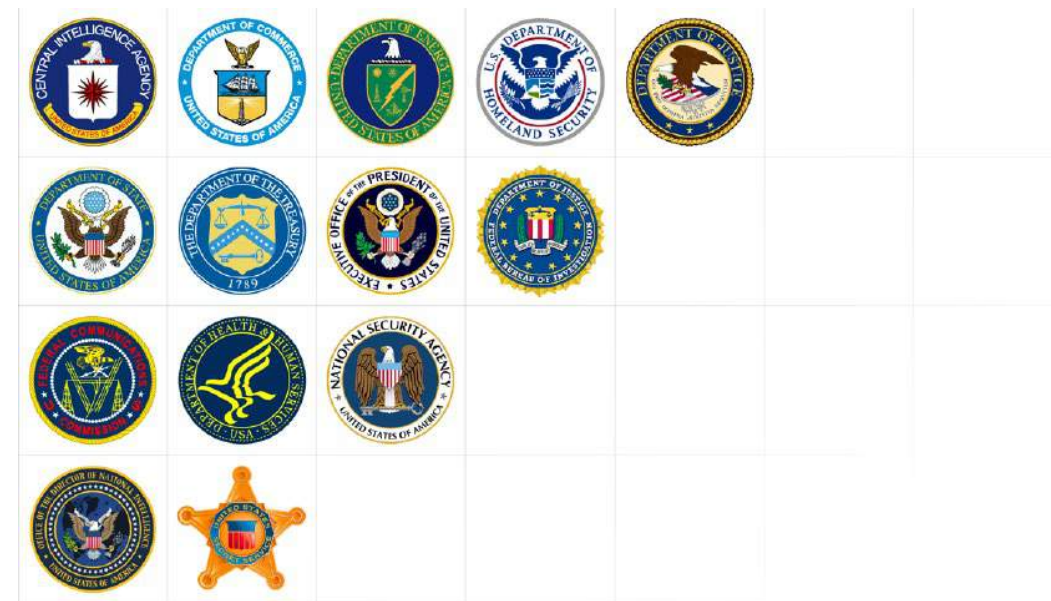 CENTRAL INTELLIGENCE AGENCY
UNITED STATES OF AMERICA
DEPARTMENT OF COMMERCE
UNITED STATES OF AMERICA
DEPARTMENT OF ENERGY
UNITED STATES OF AMERICA
U.S. DEPARTMENT OF
HOMELAND SECURITY
DEPARTMENT OF JUSTICE
DEPARTMENT OF STATE
UNITED STATES OF AMERICA
THE DEPARTMENT OF THE TREASURY
1789
EXECUTIVE OFFICE OF THE PRESIDENT OF THE UNITED STATES
DEPARTMENT OF JUSTICE
FEDERAL BUREAU OF INVESTIGATION
FEDERAL COMMUNICATIONS
COMMISSION
DEPARTMENT OF HEALTH & HUMAN SERVICES
USA
NATIONAL SECURITY AGENCY
UNITED STATES OF AMERICA
OFFICE OF THE DIRECTOR OF NATIONAL INTELLIGENCE
UNITED STATES OF AMERICA
UNITED STATES
SECRET SERVICE